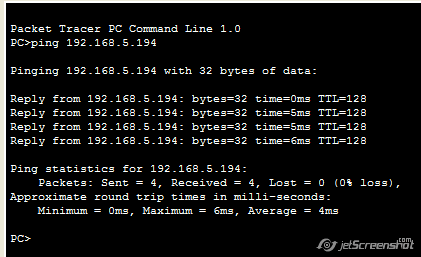 Packet Tracer PC Command Line 1.0
PC>ping 192.168.5.194
Pinging 192.168.5.194 with 32 bytes of data:
Reply from 192.168.5.194: bytes=32 time=0ms TTL=128
Reply from 192.168.5.194: bytes=32 time=5ms TTL=128
Reply from 192.168.5.194: bytes=32 time=5ms TTL=128
Reply from 192.168.5.194: bytes=32 time=6ms TTL=128
Ping statistics for 192.168.5.194:
Packets: Sent = 4, Received = 4, Lost = 0 (0% loss),
Approximate round trip times in milli-seconds:
Minimum = 0ms, Maximum = 6ms, Average = 4ms
PC>
jetScreenshot.com